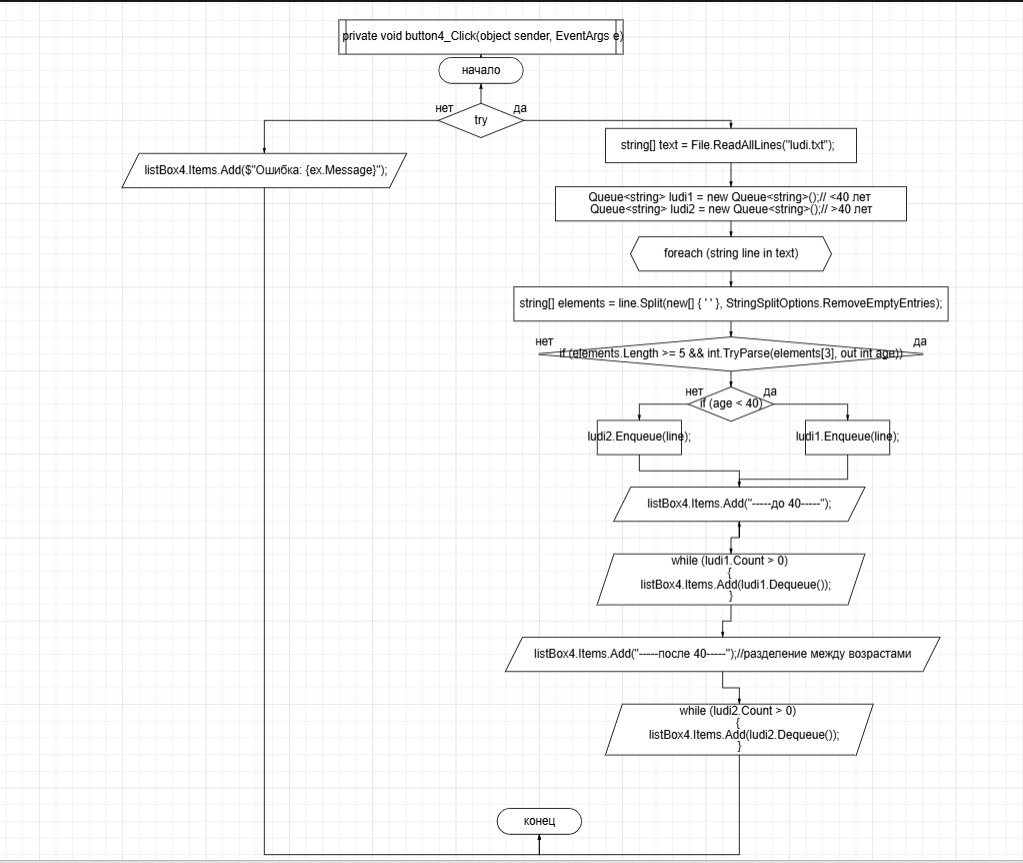 private void button4_Click(object sender, EventArgs e)
начало
нет
да
try
string[] text = File.ReadAllLines("ludi.txt");
listBox4.Items.Add($"Ошибка: {ex.Message}");
Queue<string> ludi1 = new Queue<string>();// <40 лет
Queue<string> ludi2 = new Queue<string>();// >40 лет
foreach (string line in text)
string[] elements = line.Split(new[] { ' ' }, StringSplitOptions.RemoveEmptyEntries);
нет
да
if (elements.Length >= 5 && int.TryParse(elements[3], out int age))
нет
да
if (age < 40)
ludi2.Enqueue(line);
ludi1.Enqueue(line);
listBox4.Items.Add("-----до 40-----");
while (ludi1.Count > 0)
{
listBox4.Items.Add(ludi1.Dequeue());
}
listBox4.Items.Add("-----после 40-----");//разделение между возрастами
while (ludi2.Count > 0)
{
listBox4.Items.Add(ludi2.Dequeue());
}
конец